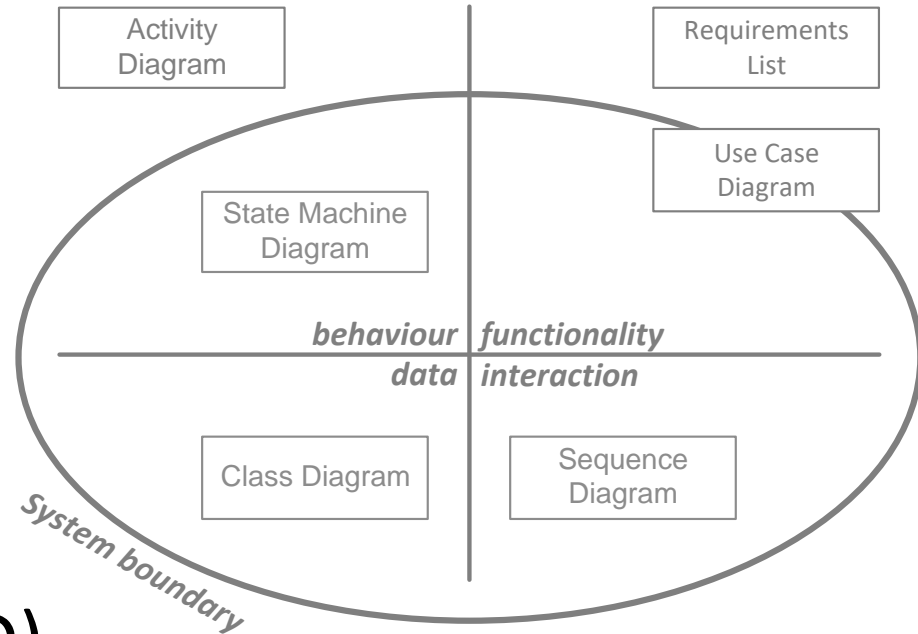 Activity
Diagram
Requirements
List
Use Case
Diagram
State Machine
Diagram
behaviour
functionality
data
interaction
Class Diagram
Sequence
Diagram
System boundary